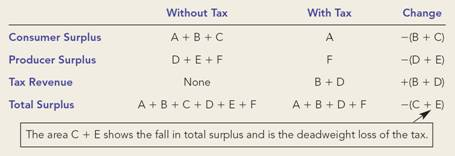 Without Tax With Tax Change
Consumer Surplus A + B + C A −(B + C)
Producer Surplus D + E + F F −(D + E)
Tax Revenue None B + D +(B + D)
Total Surplus A + B + C + D + E + F A + B + D + F −(C + E)
The area C + E shows the fall in total surplus and is the deadweight loss of the tax.